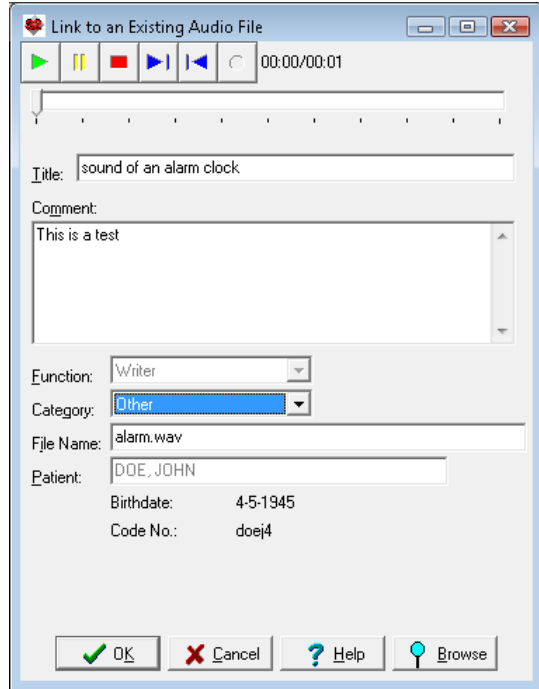 Link to an Existing Audio File
00:00/00:01
Title: sound of an alarm clock
Comment:
This is a test
Function: Writer
Category: Other
File Name: alarm.wav
Patient: DOE, JOHN
Birthdate: 4-5-1945
Code No.: doej4
OK Cancel Help Browse